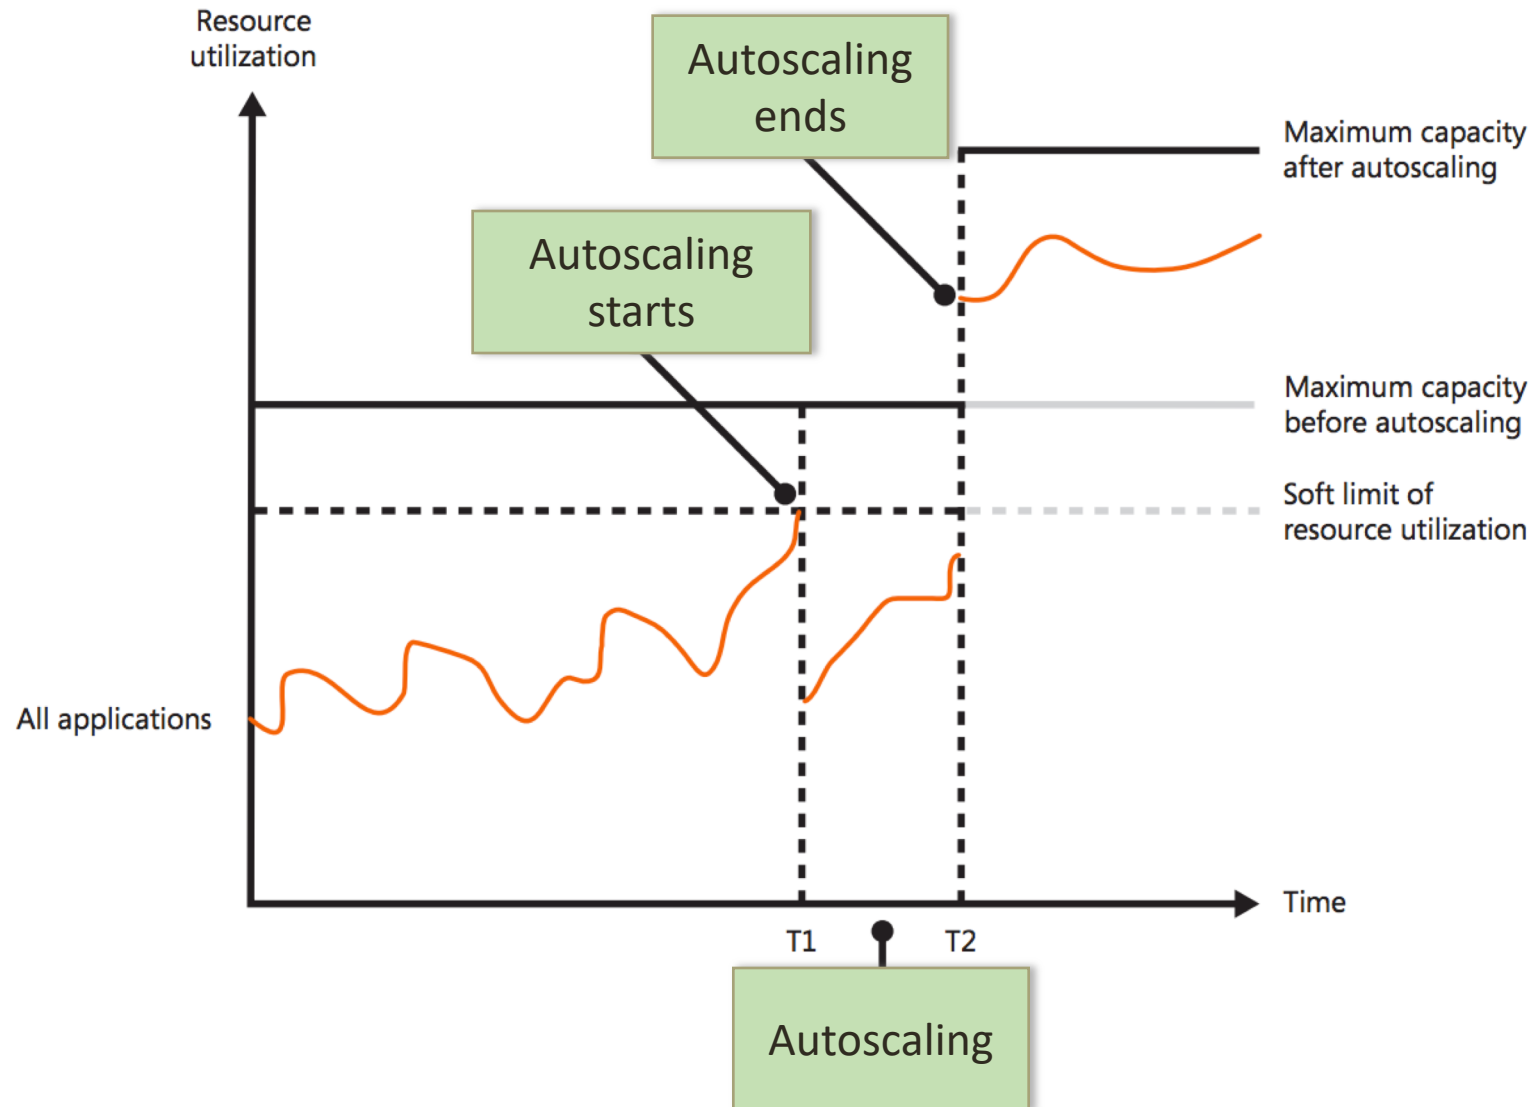 Resource
utilization
Autoscaling
ends
Maximum capacity
after autoscaling
Autoscaling
starts
Maximum capacity
before autoscaling
Soft limit of
resource utilization
All applications
Time
T1
T2
Autoscaling